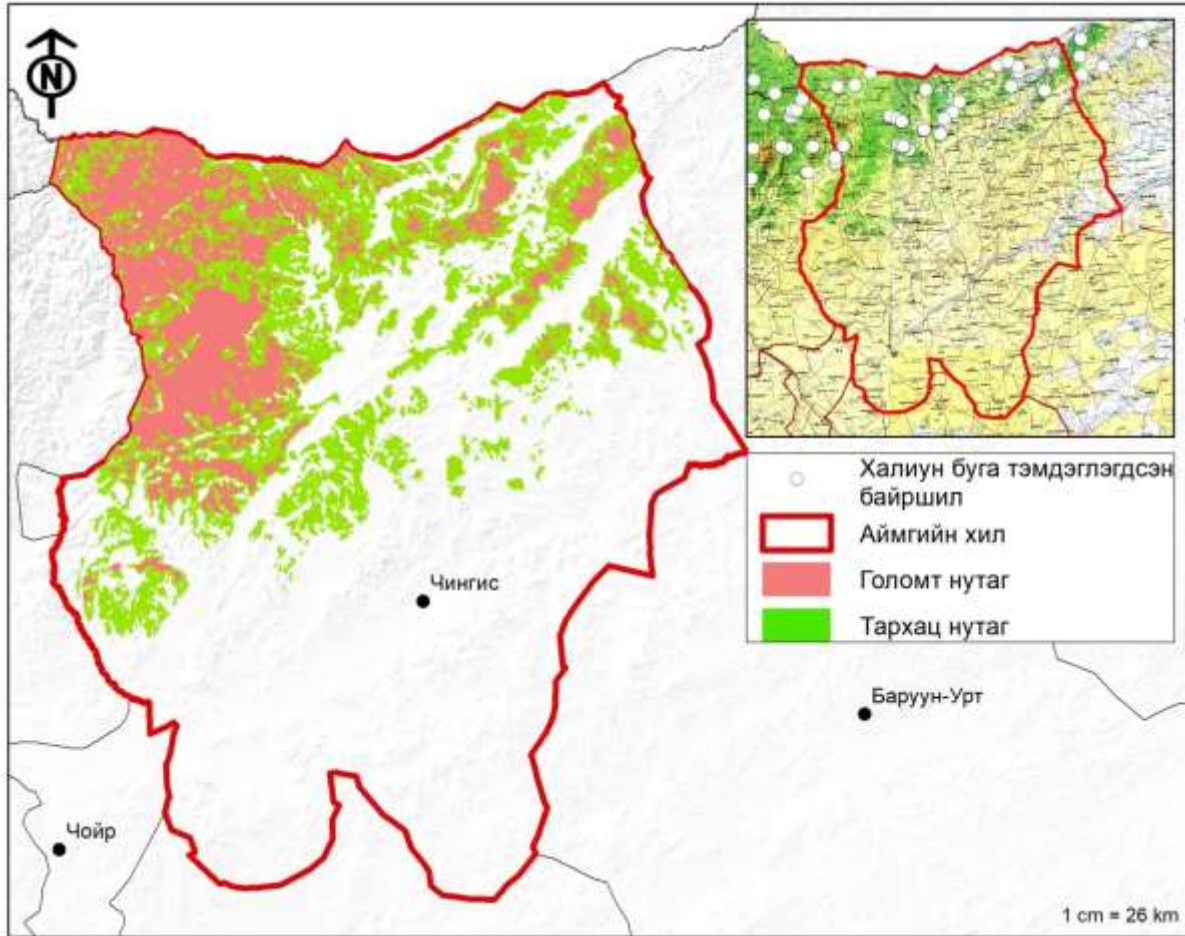 N
Халиун буга тэмдэглэгдсэн
байршил
Аймгийн хил
Голомт нутаг
Тархац нутаг
Чингис
Баруун-Урт
Чойр
1 cm = 26 km